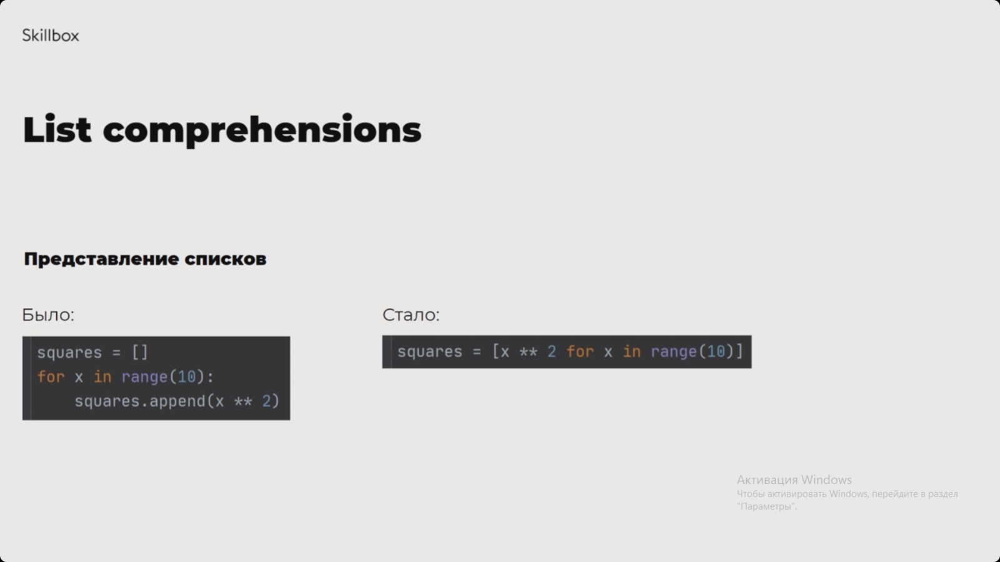 Skillbox
List comprehensions
Представление списков
Было:
squares = []
for x in range(10):
    squares.append(x ** 2)
Стало:
squares = [x ** 2 for x in range(10)]
Активация Windows
Чтобы активировать Windows, перейдите в раздел
"Параметры".